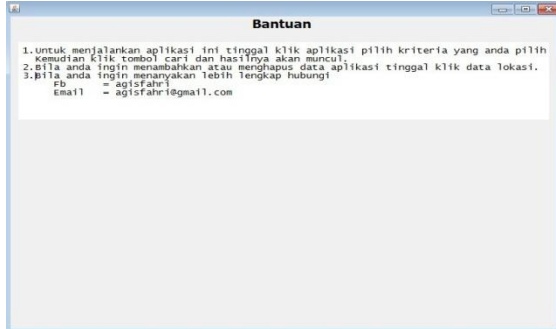 Bantuan
1.Untuk menjalankan aplikasi ini tinggal klik aplikasi pilih kriteria yang anda pilih
Kemudian klik tombol cari dan hasilnya akan muncul.
2.Bila anda ingin menambahkan atau menghapus data aplikasi tinggal klik data lokasi.
3.Bila anda ingin menanyakan lebih lengkap hubungi
Fb = agisfahri
Email = agisfahri@gmail.com